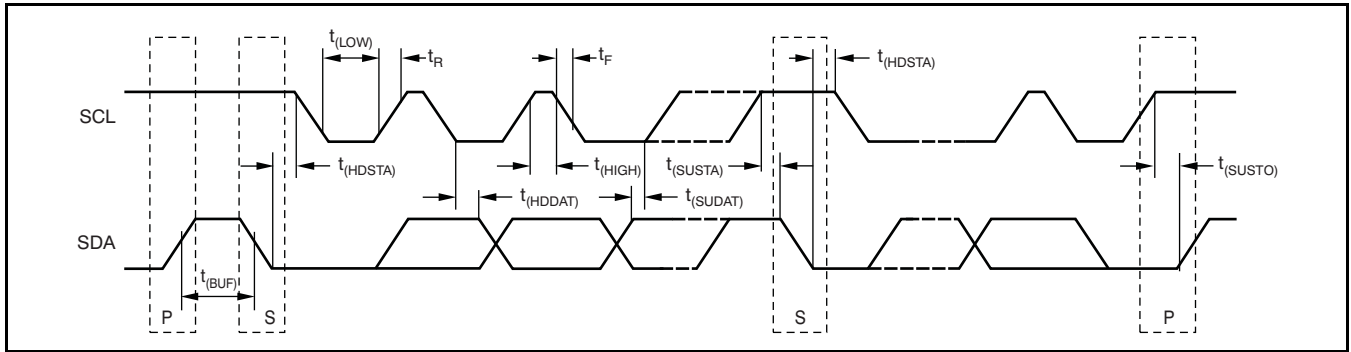 t(LOW)
tR
tF
t(HDSTA)
SCL
t(HDSTA)
t(HIGH)
t(SUSTA)
t(SUSTO)
t(HDDAT)
t(SUDAT)
SDA
t(BUF)
P
S
S
P